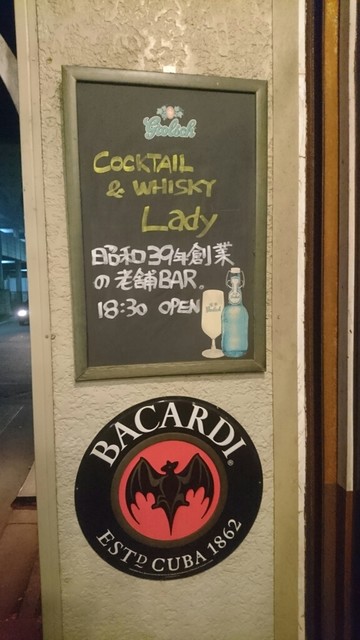 Grolsch
COCKTAIL
& WHISKY
Lady
昭和39年創業
の老舗BAR。
18:30 OPEN
BACARDI®
ESTD CUBA 1862